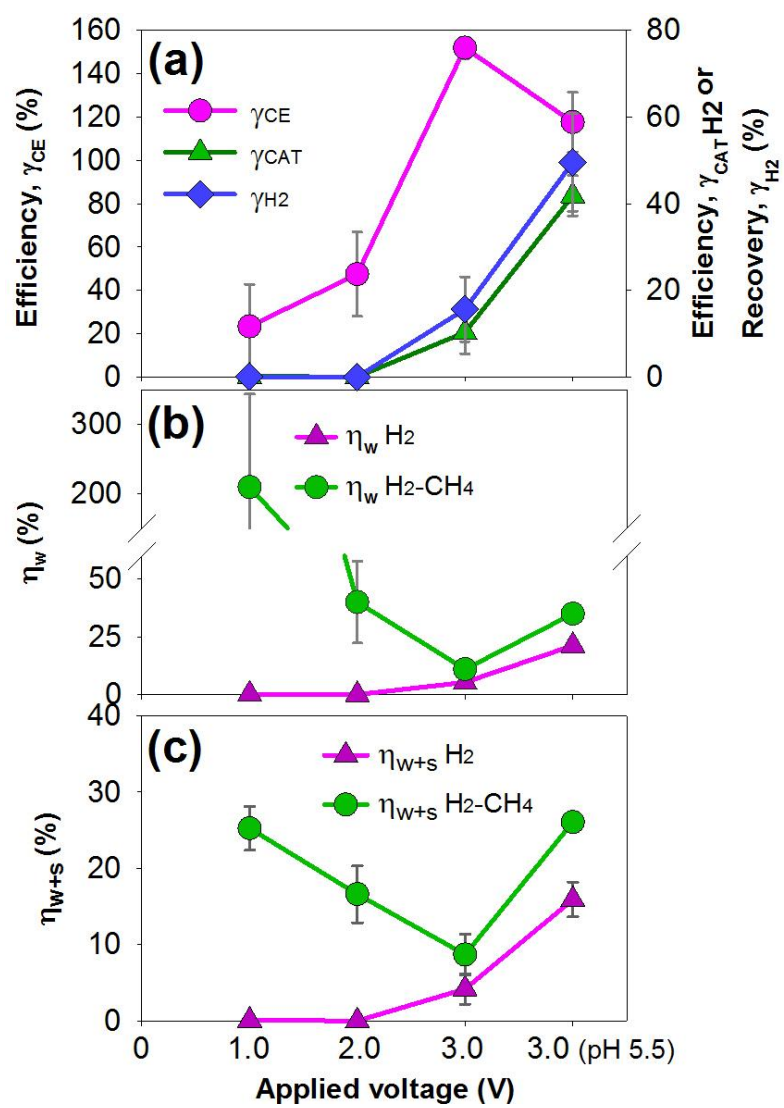 (a)
Efficiency, γCE (%)
160
140
120
100
80
60
40
20
0
γCE
γCAT
γH2
80
60
40
20
0
Efficiency, γCAT H2 or
Recovery, γH2 (%)
(b)
ηw (%)
300
200
50
25
0
ηw H2
ηw H2-CH4
(c)
ηw+s (%)
40
30
20
10
0
ηw+s H2
ηw+s H2-CH4
0 1.0 2.0 3.0 3.0 (pH 5.5)
Applied voltage (V)